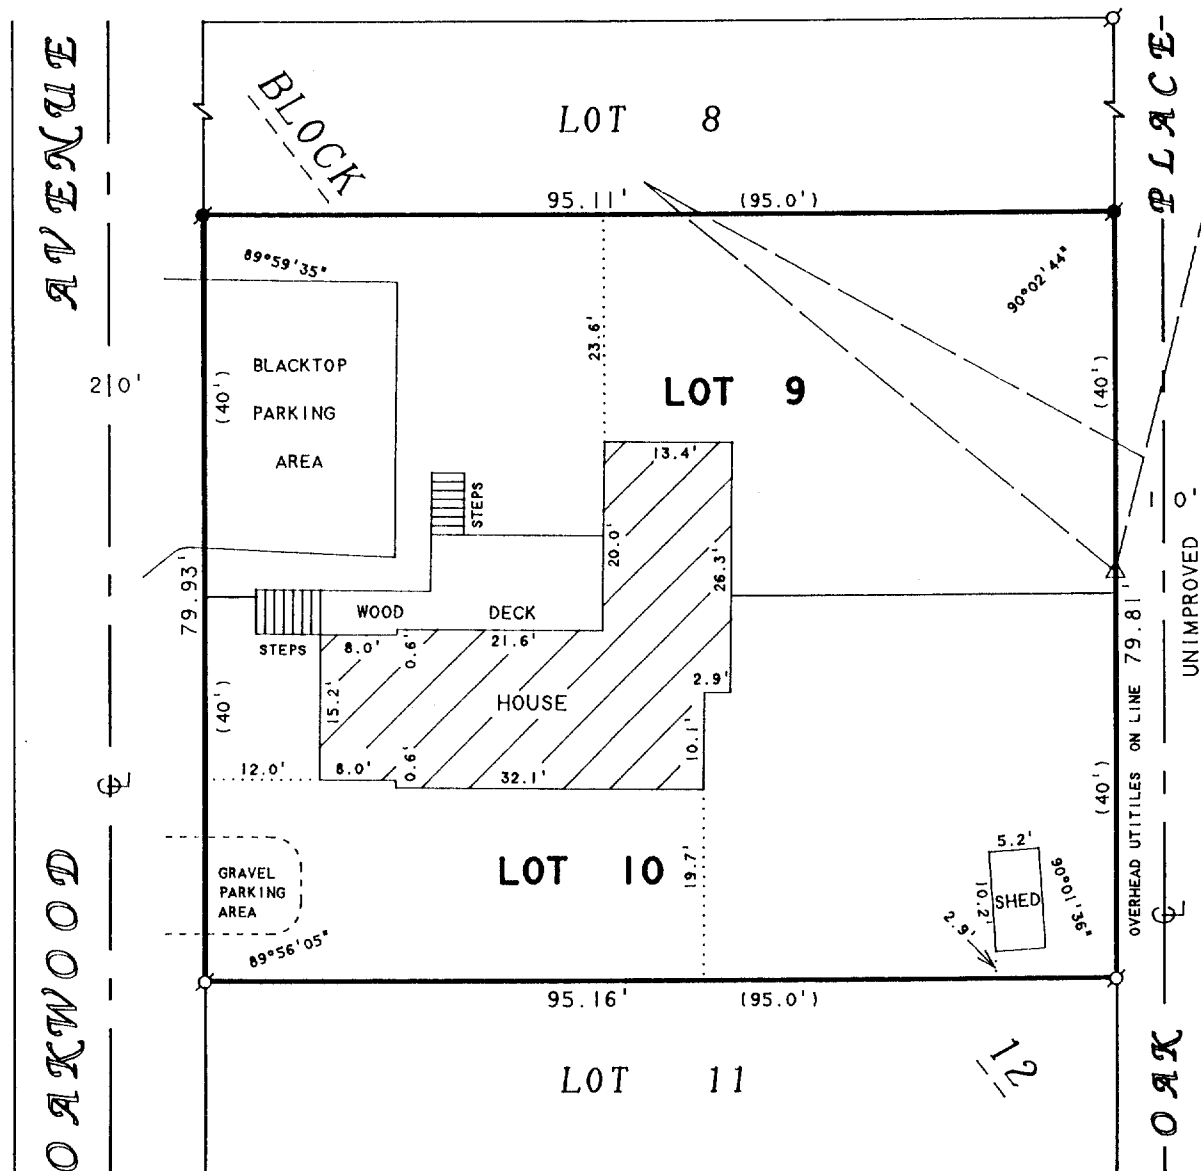 AVENUE
OAKWOOD
PLACE
OAK
BLOCK
12
LOT 8
95.11' (95.0')
89°59'35"
90°02'44"
BLACKTOP
PARKING
AREA
23.6'
LOT 9
(40')
(40')
20'
10'
13.4'
STEPS
20.0'
26.3'
79.93'
WOOD DECK
STEPS
8.0'
0.6'
21.6'
HOUSE
2.9'
15.2'
10.1'
(40')
12.0'
8.0'
0.6'
32.1'
79.81'
UNIMPROVED
OVERHEAD UTITILES ON LINE
(40')
GRAVEL
PARKING
AREA
LOT 10
19.7'
5.2'
10.2'
SHED
2.9'
90°01'36"
89°56'05"
95.16' (95.0')
LOT 11